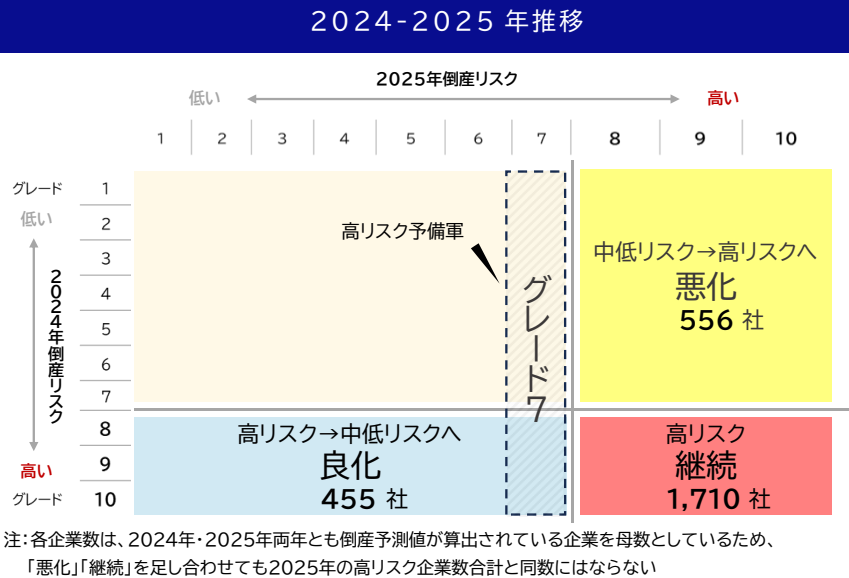 2024-2025 年推移
2025年倒産リスク
低い
高い
1 2 3 4 5 6 7 8 9 10
グレード 1
低い
2
3
4
5
6
7
8
9
高い
グレード 10
2024年倒産リスク
高リスク予備軍
グレード7
中低リスク→高リスクへ
悪化
556 社
高リスク→中低リスクへ
良化
455 社
高リスク
継続
1,710 社
注：各企業数は、2024年・2025年両年とも倒産予測値が算出されている企業を母数としているため、
「悪化」「継続」を足し合わせても2025年の高リスク企業数合計と同数にはならない